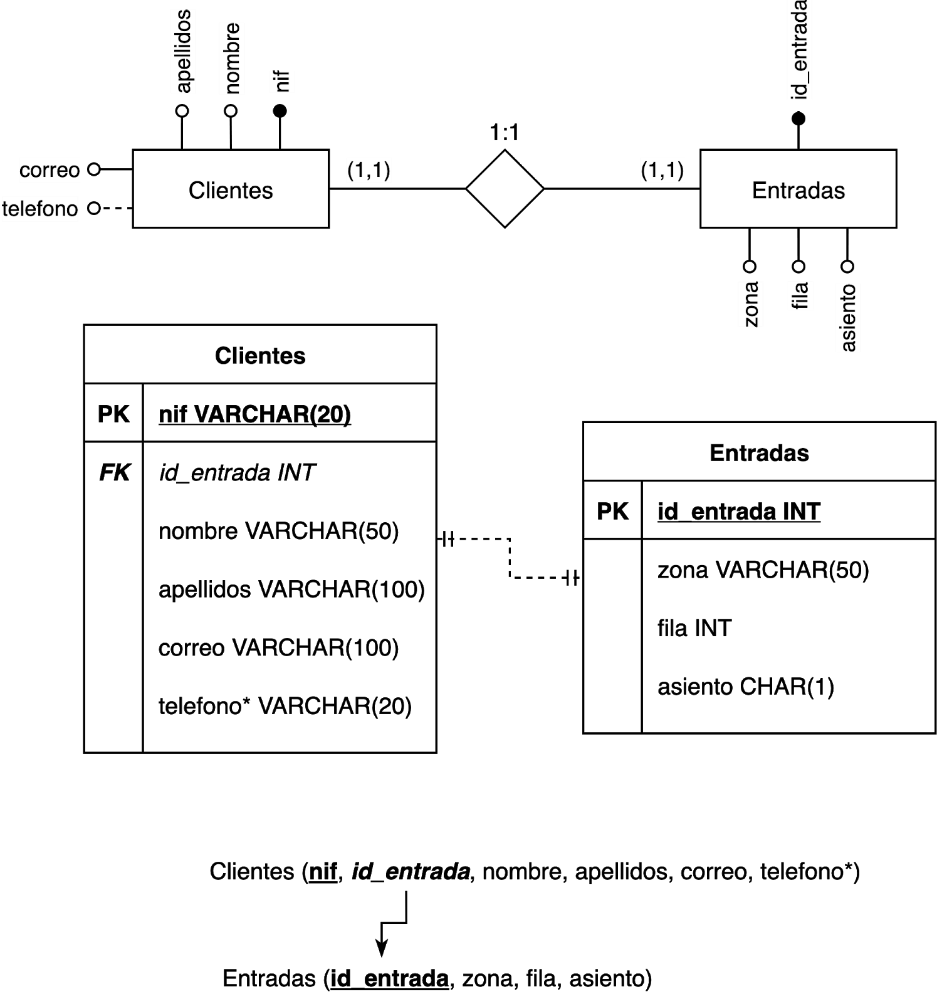 apellidos
nombre
nif
id_entrada
correo
telefono
Clientes
(1,1)
1:1
(1,1)
Entradas
zona
fila
asiento
Clientes
PK nif VARCHAR(20)
FK id_entrada INT
nombre VARCHAR(50)
apellidos VARCHAR(100)
correo VARCHAR(100)
telefono* VARCHAR(20)
Entradas
PK id_entrada INT
zona VARCHAR(50)
fila INT
asiento CHAR(1)
Clientes (nif, id_entrada, nombre, apellidos, correo, telefono*)
Entradas (id_entrada, zona, fila, asiento)